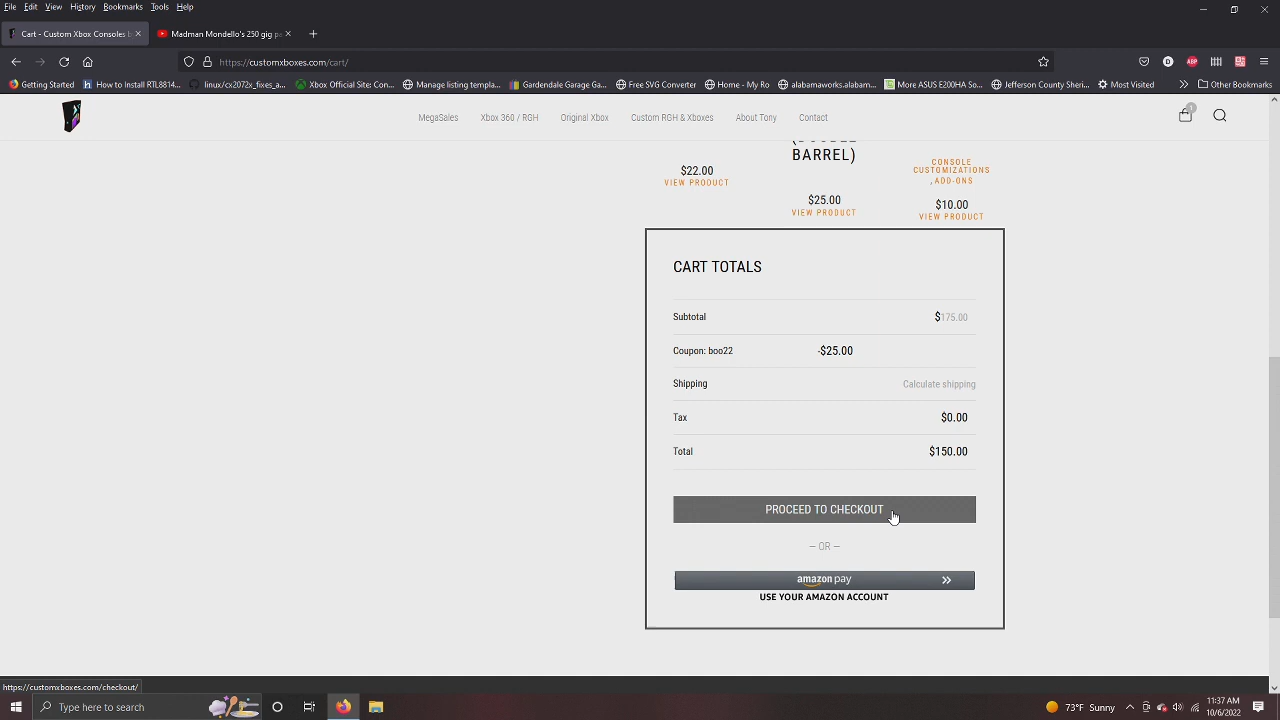 File Edit View History Bookmarks Tools Help
Cart - Custom Xbox Consoles b
Madman Mondello's 250 gig pa
https://customxboxes.com/cart/
Getting Started
How to Install RTL8814...
linux/cx2072x_fixes_a...
Xbox Official Site: Con...
Manage listing templa...
Gardendale Garage Ga...
Free SVG Converter
Home - My Ro
alabamaworks.alabam...
More ASUS E200HA So...
Jefferson County Sheri...
Most Visited
Other Bookmarks
MegaSales
Xbox 360 / RGH
Original Xbox
Custom RGH & Xboxes
About Tony
Contact
1
BARREL)
CONSOLE
CUSTOMIZATIONS
, ADD-ONS
$22.00
VIEW PRODUCT
$25.00
VIEW PRODUCT
$10.00
VIEW PRODUCT
CART TOTALS
Subtotal $175.00
Coupon: boo22 -$25.00
Shipping Calculate shipping
Tax $0.00
Total $150.00
PROCEED TO CHECKOUT
— OR —
amazon pay
USE YOUR AMAZON ACCOUNT
https://customxboxes.com/checkout/
Type here to search
73°F Sunny
11:37 AM
10/6/2022